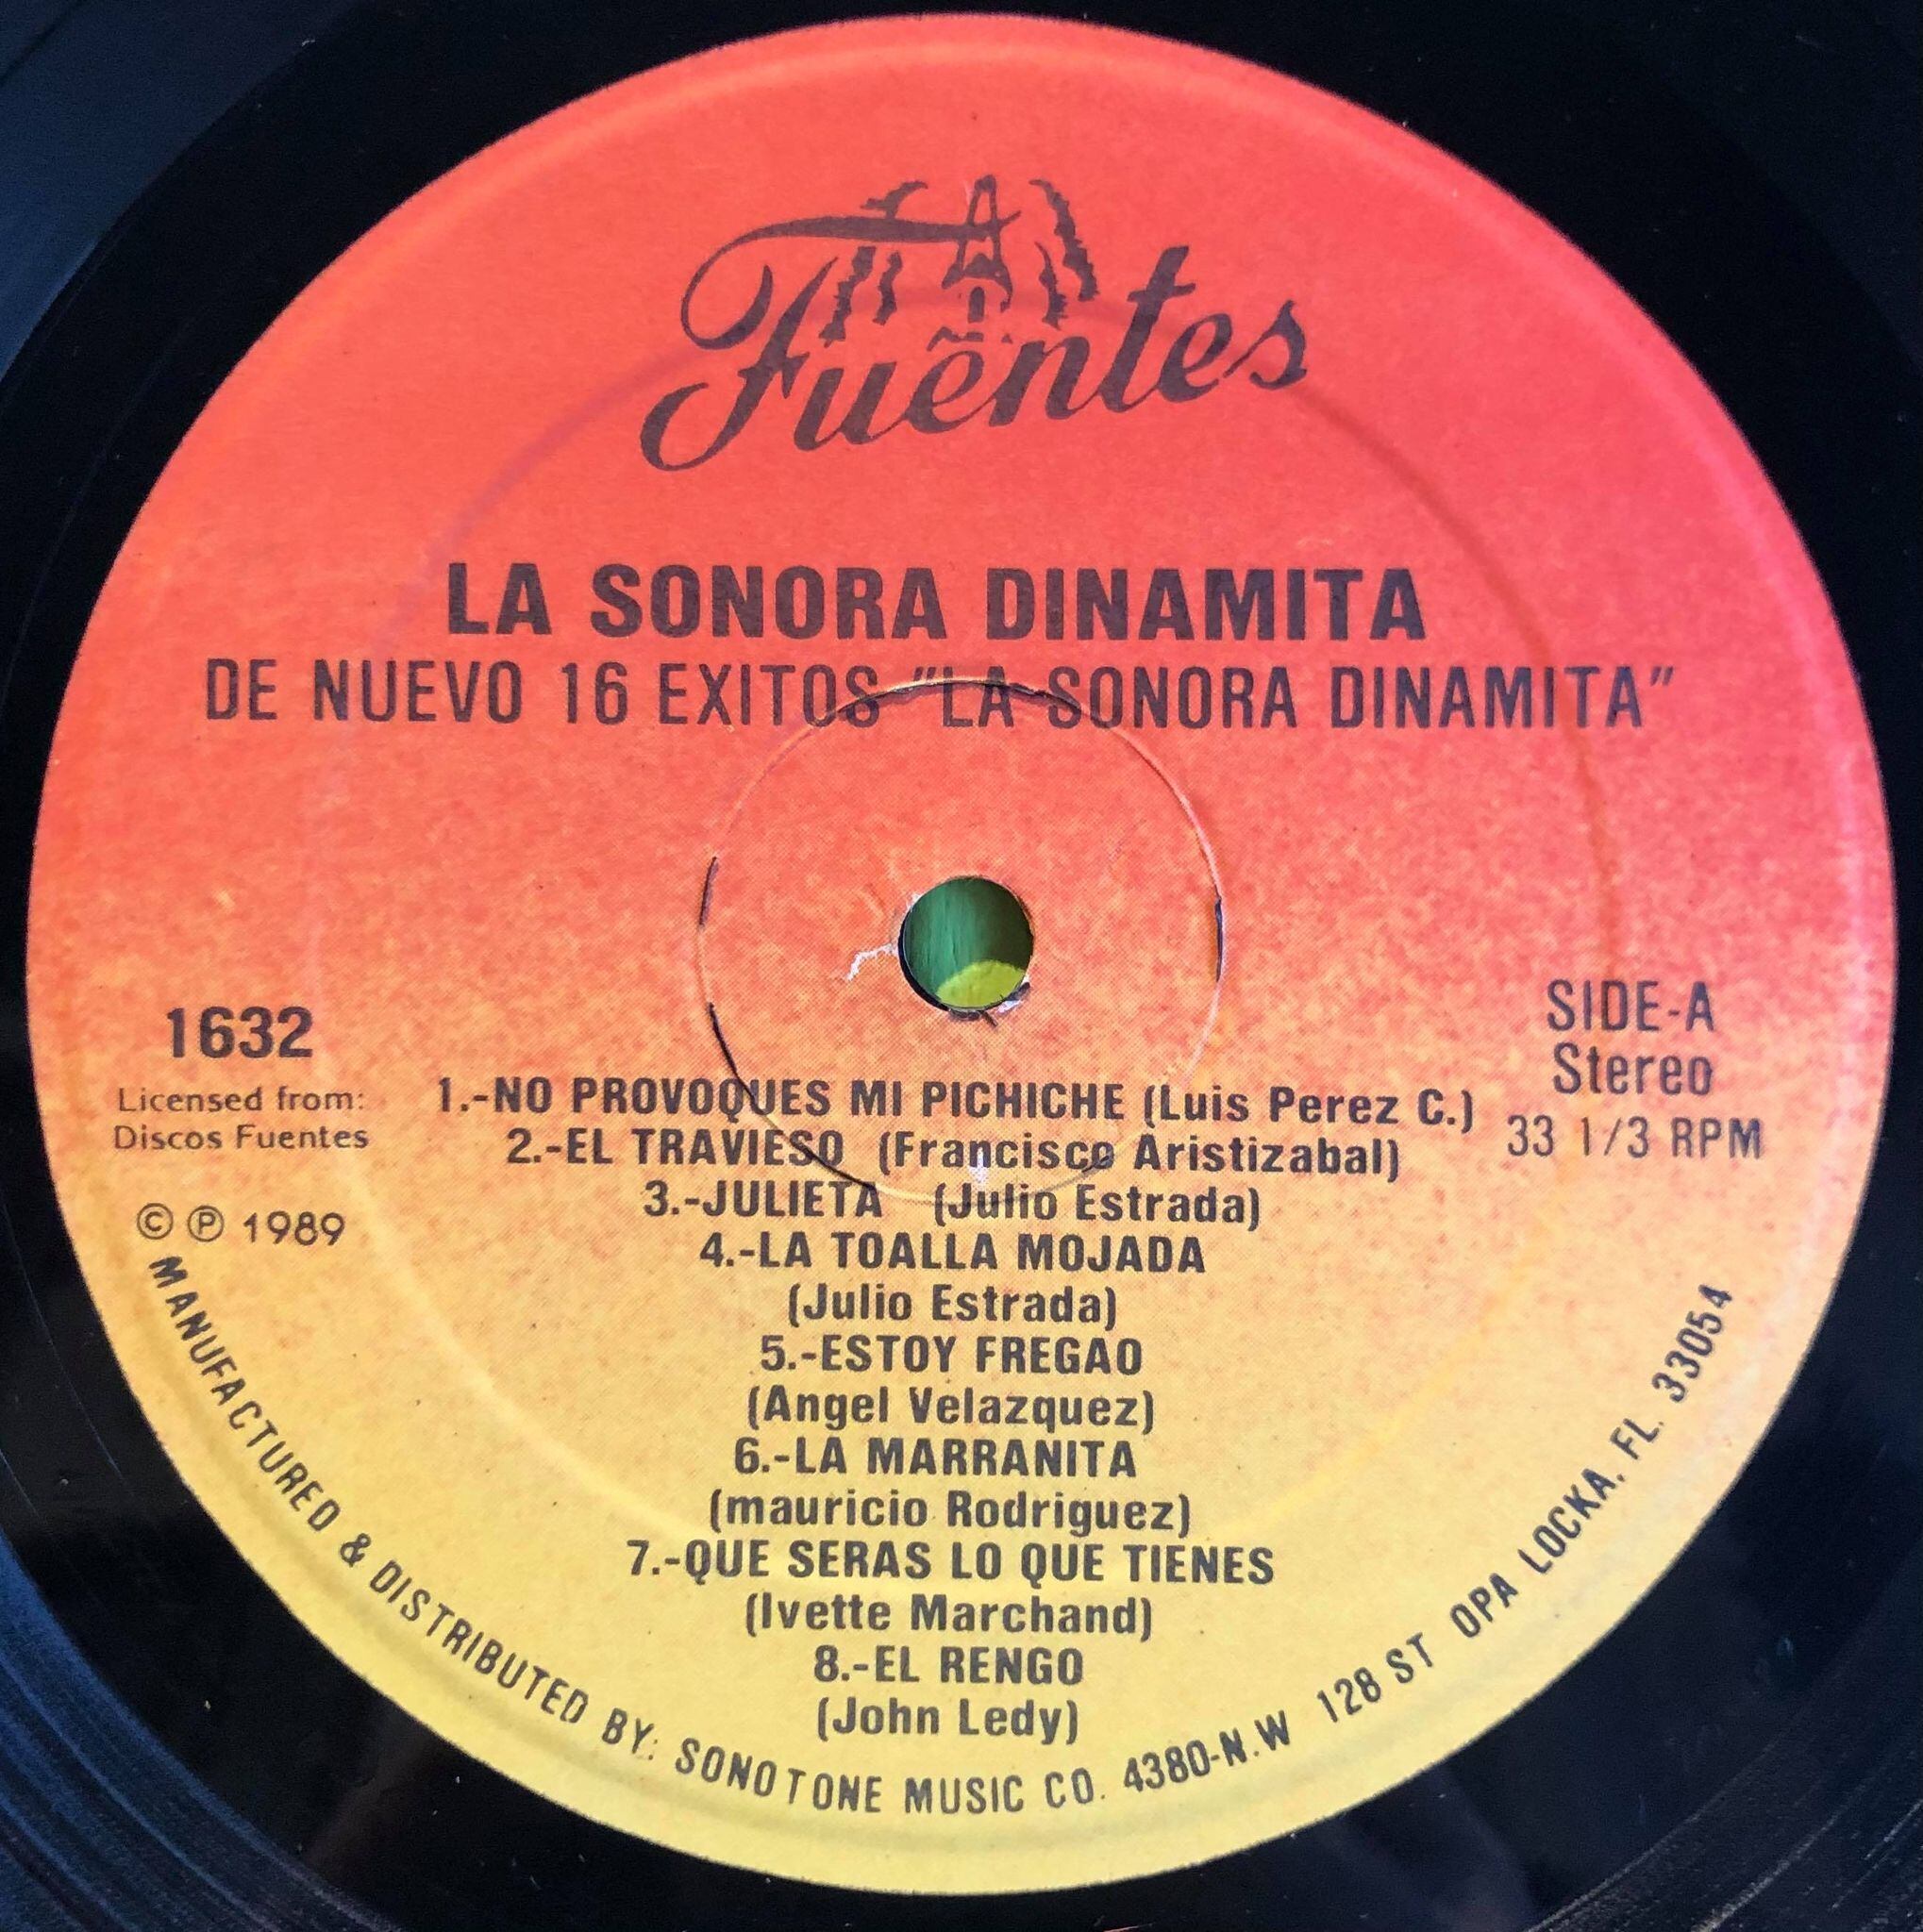 Fuentes
LA SONORA DINAMITA
DE NUEVO 16 EXITOS "LA SONORA DINAMITA"
1632
Licensed from:
Discos Fuentes
© ℗ 1989
SIDE-A
Stereo
33 1/3 RPM
1.-NO PROVOQUES MI PICHICHE (Luis Perez C.)
2.-EL TRAVIESO (Francisco Aristizabal)
3.-JULIETA (Julio Estrada)
4.-LA TOALLA MOJADA
(Julio Estrada)
5.-ESTOY FREGAO
(Angel Velazquez)
6.-LA MARRANITA
(mauricio Rodriguez)
7.-QUE SERAS LO QUE TIENES
(Ivette Marchand)
8.-EL RENGO
(John Ledy)
MANUFACTURED & DISTRIBUTED BY: SONOTONE MUSIC CO. 4380-N.W 128 ST OPA LOCKA, FL. 33054